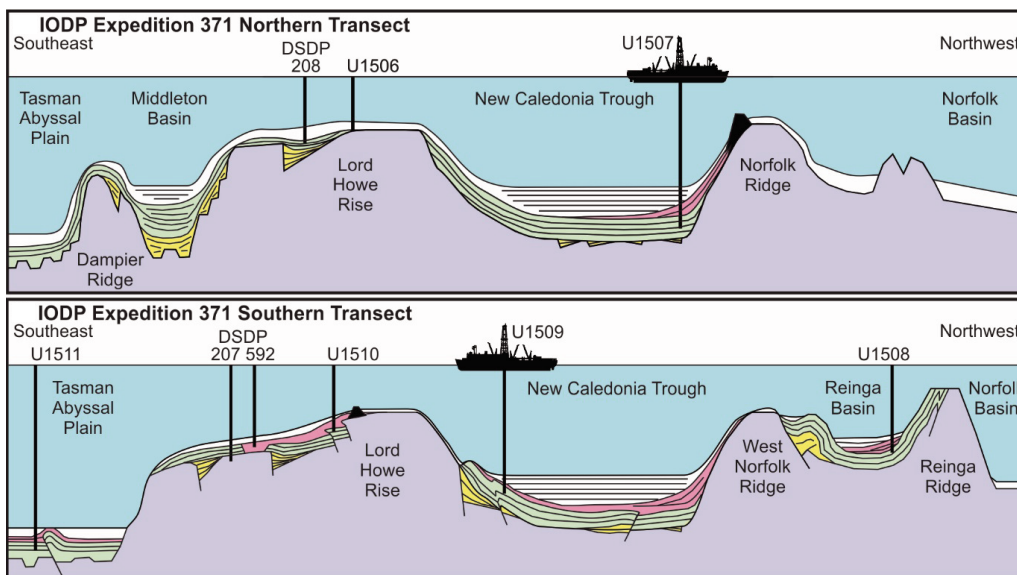 IODP Expedition 371 Northern Transect
Southeast
DSDP
208
U1506
U1507
Northwest
Tasman
Abyssal
Plain
Middleton
Basin
New Caledonia Trough
Norfolk
Basin
Lord
Howe
Rise
Norfolk
Ridge
Dampier
Ridge
IODP Expedition 371 Southern Transect
Southeast
U1511
DSDP
207 592
U1510
U1509
U1508
Northwest
Tasman
Abyssal
Plain
New Caledonia Trough
Reinga
Basin
Norfolk
Basin
Lord
Howe
Rise
West
Norfolk
Ridge
Reinga
Ridge